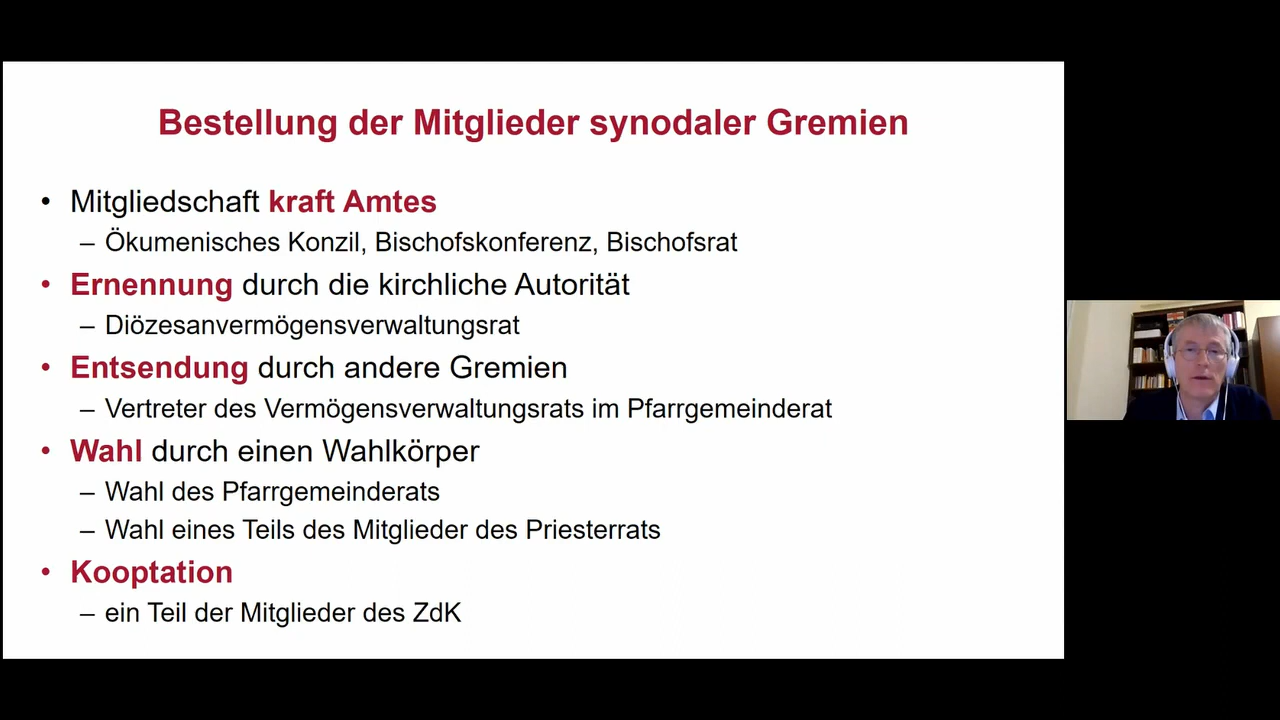 Bestellung der Mitglieder synodaler Gremien
• Mitgliedschaft kraft Amtes
– Ökumenisches Konzil, Bischofskonferenz, Bischofsrat
• Ernennung durch die kirchliche Autorität
– Diözesanvermögensverwaltungsrat
• Entsendung durch andere Gremien
– Vertreter des Vermögensverwaltungsrats im Pfarrgemeinderat
• Wahl durch einen Wahlkörper
– Wahl des Pfarrgemeinderats
– Wahl eines Teils des Mitglieder des Priesterrats
• Kooptation
– ein Teil der Mitglieder des ZdK